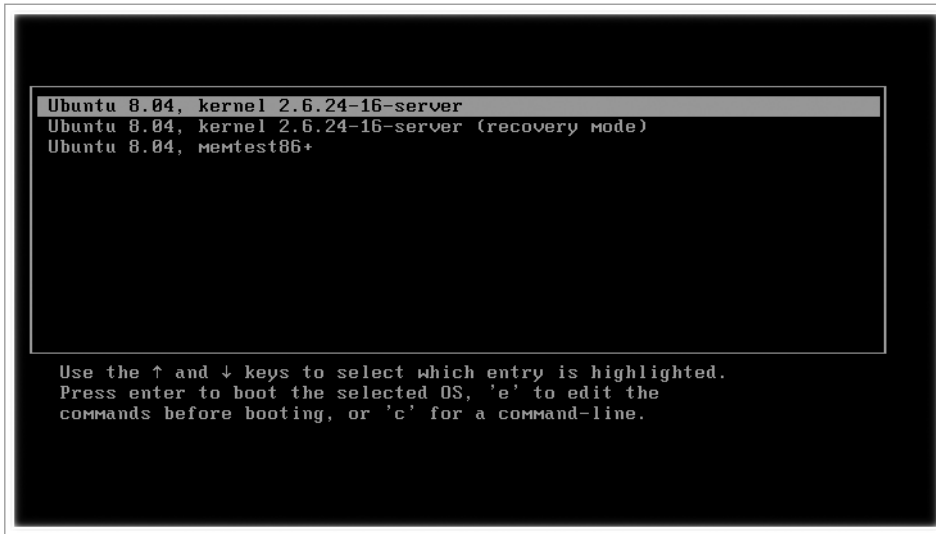 Ubuntu 8.04, kernel 2.6.24-16-server
Ubuntu 8.04, kernel 2.6.24-16-server (recovery mode)
Ubuntu 8.04, memtest86+
Use the ↑ and ↓ keys to select which entry is highlighted.
Press enter to boot the selected OS, 'e' to edit the
commands before booting, or 'c' for a command-line.